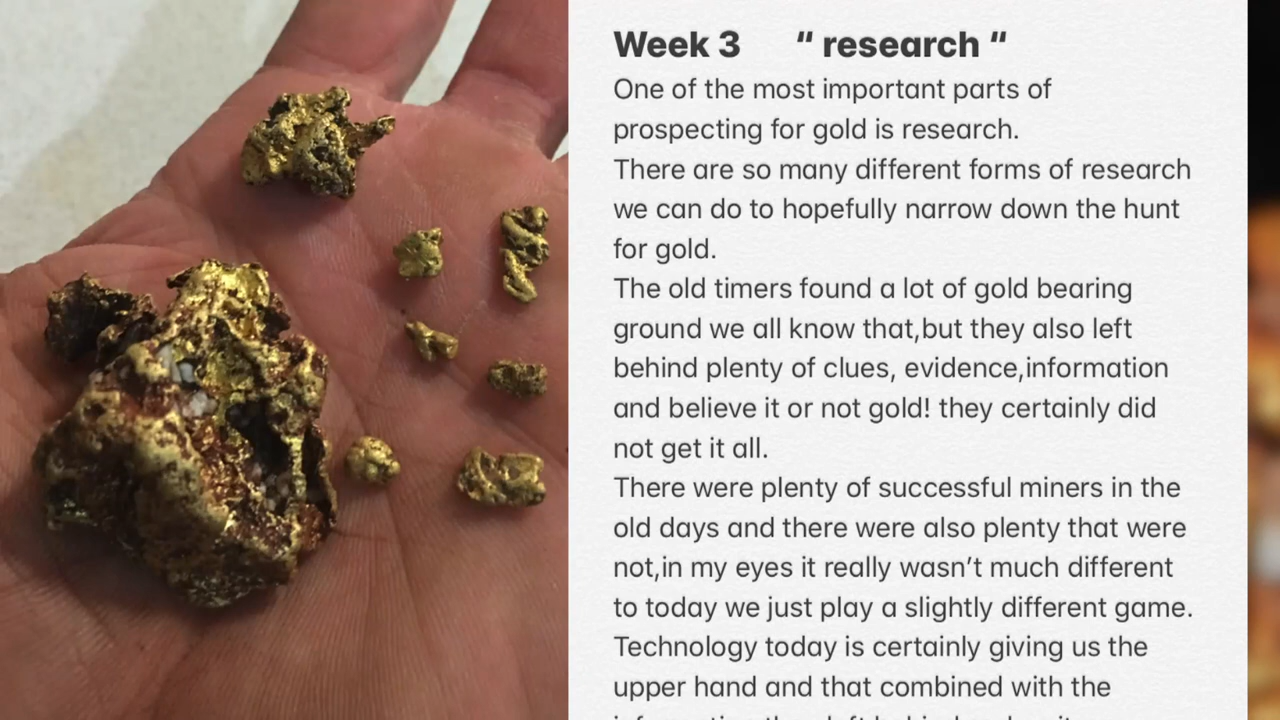 Week 3 “ research “
One of the most important parts of
prospecting for gold is research.
There are so many different forms of research
we can do to hopefully narrow down the hunt
for gold.
The old timers found a lot of gold bearing
ground we all know that,but they also left
behind plenty of clues, evidence,information
and believe it or not gold! they certainly did
not get it all.
There were plenty of successful miners in the
old days and there were also plenty that were
not,in my eyes it really wasn’t much different
to today we just play a slightly different game.
Technology today is certainly giving us the
upper hand and that combined with the